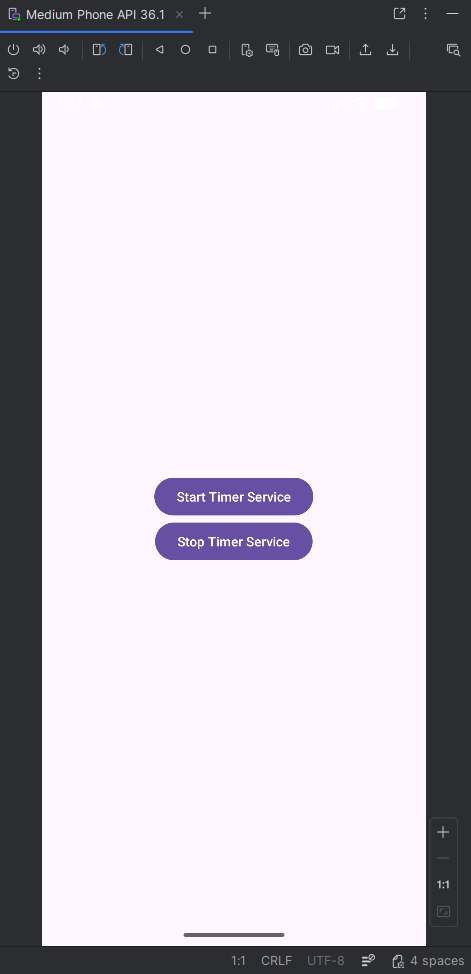 Medium Phone API 36.1
Start Timer Service
Stop Timer Service
1:1
1:1 CRLF UTF-8 4 spaces